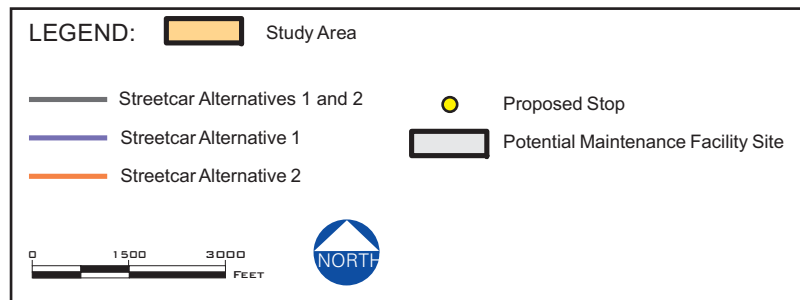 LEGEND: Study Area
Streetcar Alternatives 1 and 2
Proposed Stop
Streetcar Alternative 1
Potential Maintenance Facility Site
Streetcar Alternative 2
0 1500 3000
FEET
NORTH